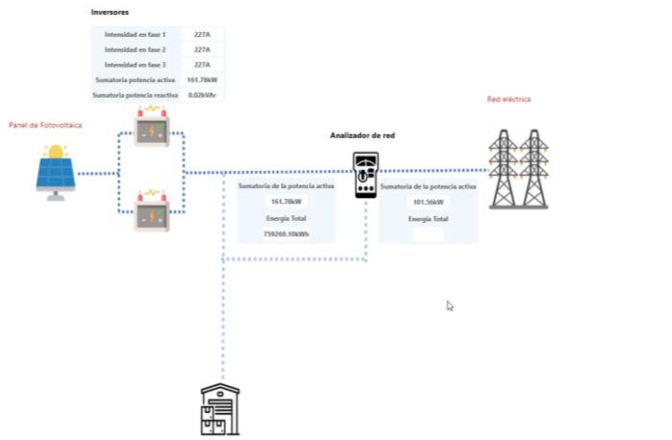 Inversores
Intensidad en fase 1 227A
Intensidad en fase 2 227A
Intensidad en fase 3 227A
Sumatoria potencia activa 161.78kW
Sumatoria potencia reactiva 0.02kVAr
Panel de Fotovoltaica
Red eléctrica
Analizador de red
Sumatoria de la potencia activa
161.78kW
Energía Total
759260.10kWh
Sumatoria de la potencia activa
101.56kW
Energía Total